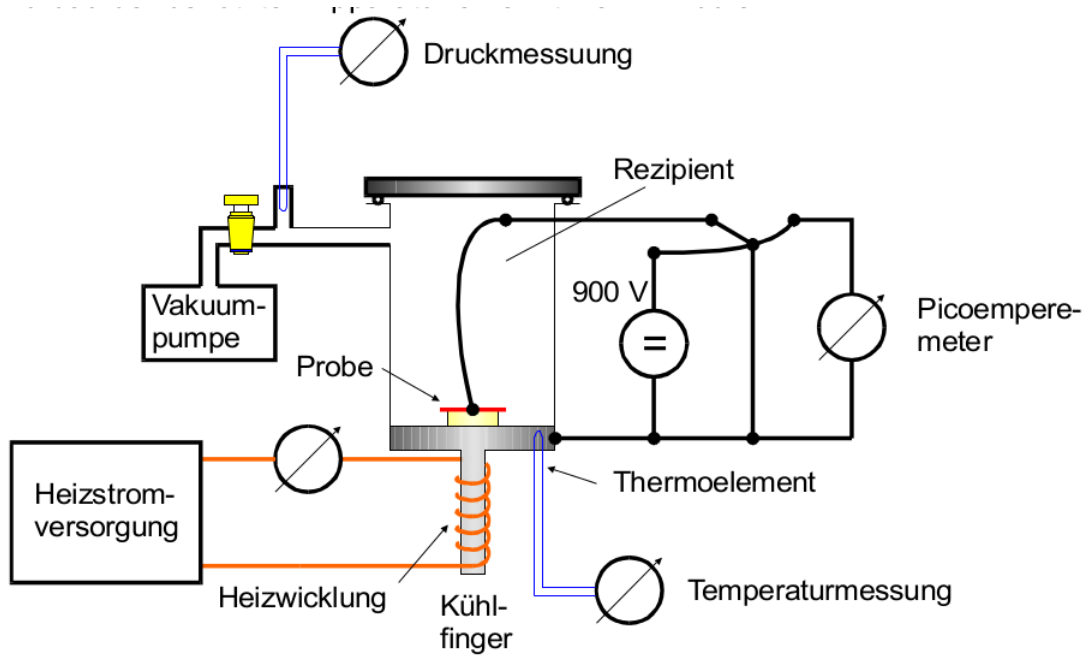 Druckmessuung
Rezipient
900 V
=
Vakuum-
pumpe
Picoempere-
meter
Probe
Heizstrom-
versorgung
Thermoelement
Heizwicklung
Kühl-
finger
Temperaturmessung